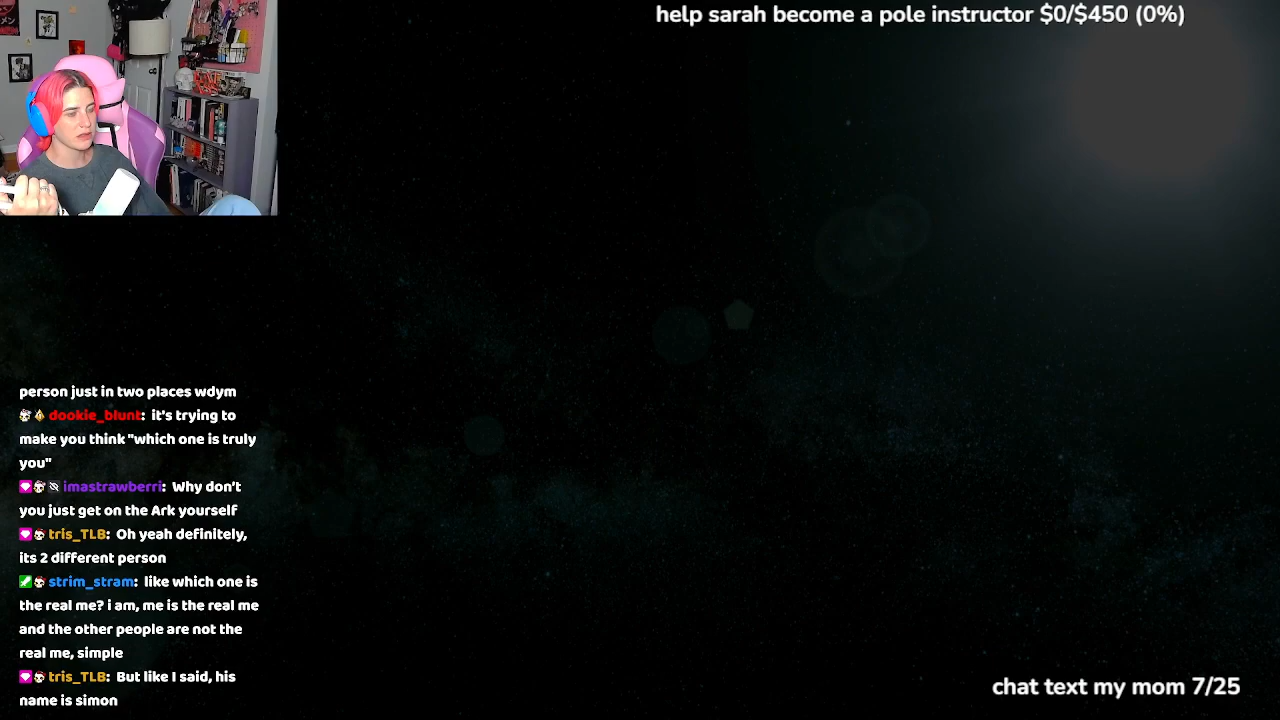 help sarah become a pole instructor $0/$450 (0%)
person just in two places wdym
dookie_blunt: it's trying to
make you think "which one is truly
you"
imastrawberri: Why don't
you just get on the Ark yourself
tris_TLB: Oh yeah definitely,
its 2 different person
strim_stram: like which one is
the real me? i am, me is the real me
and the other people are not the
real me, simple
tris_TLB: But like I said, his
name is simon
chat text my mom 7/25